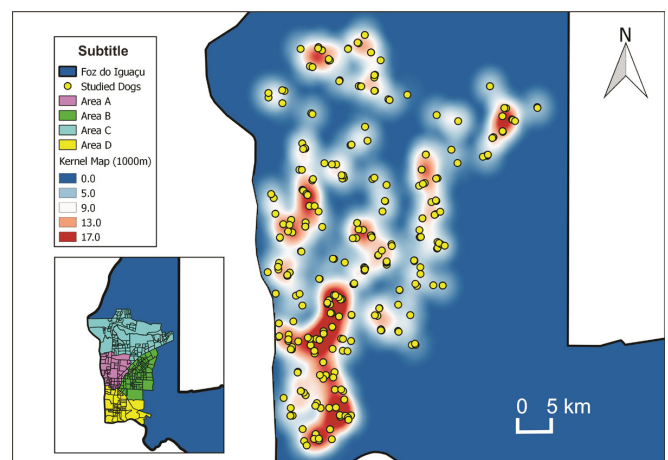 Subtitle
Foz do Iguaçu
Studied Dogs
Area A
Area B
Area C
Area D
Kernel Map (1000m)
0.0
5.0
9.0
13.0
17.0
N
0 5 km